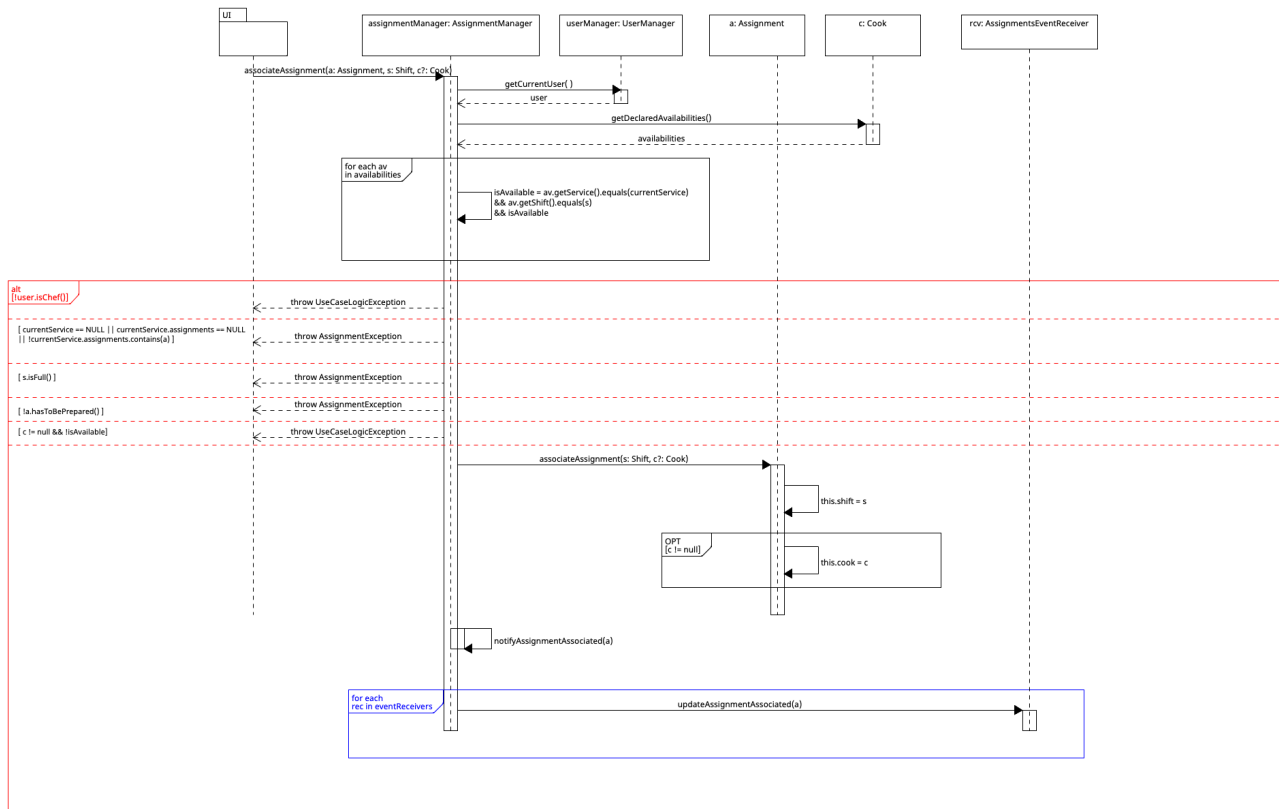 UI
assignmentManager: AssignmentManager
userManager: UserManager
a: Assignment
c: Cook
rcv: AssignmentsEventReceiver
associateAssignment(a: Assignment, s: Shift, c?: Cook)
getCurrentUser( )
user
getDeclaredAvailabilities()
availabilities
for each av
in availabilities
isAvailable = av.getService().equals(currentService)
&& av.getShift().equals(s)
&& isAvailable
alt
[!user.isChef()]
throw UseCaseLogicException
[ currentService == NULL || currentService.assignments == NULL
|| !currentService.assignments.contains(a) ]
throw AssignmentException
[ s.isFull() ]
throw AssignmentException
[ !a.hasToBePrepared() ]
throw AssignmentException
[ c != null && !isAvailable]
throw UseCaseLogicException
associateAssignment(s: Shift, c?: Cook)
this.shift = s
OPT
[c != null]
this.cook = c
notifyAssignmentAssociated(a)
for each
rec in eventReceivers
updateAssignmentAssociated(a)